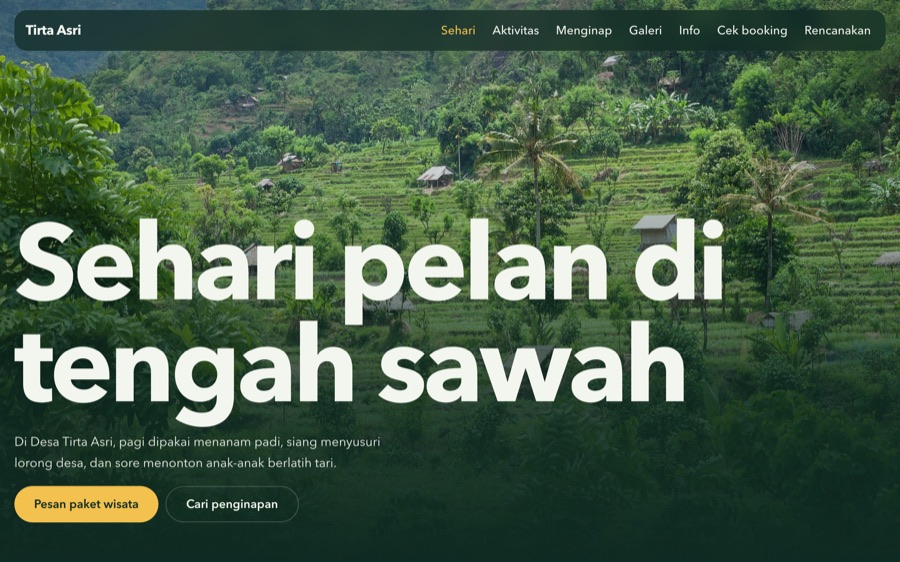 Tirta Asri
Sehari Aktivitas Menginap Galeri Info Cek booking Rencanakan
Sehari pelan di
tengah sawah
Di Desa Tirta Asri, pagi dipakai menanam padi, siang menyusuri
lorong desa, dan sore menonton anak-anak berlatih tari.
Pesan paket wisata
Cari penginapan